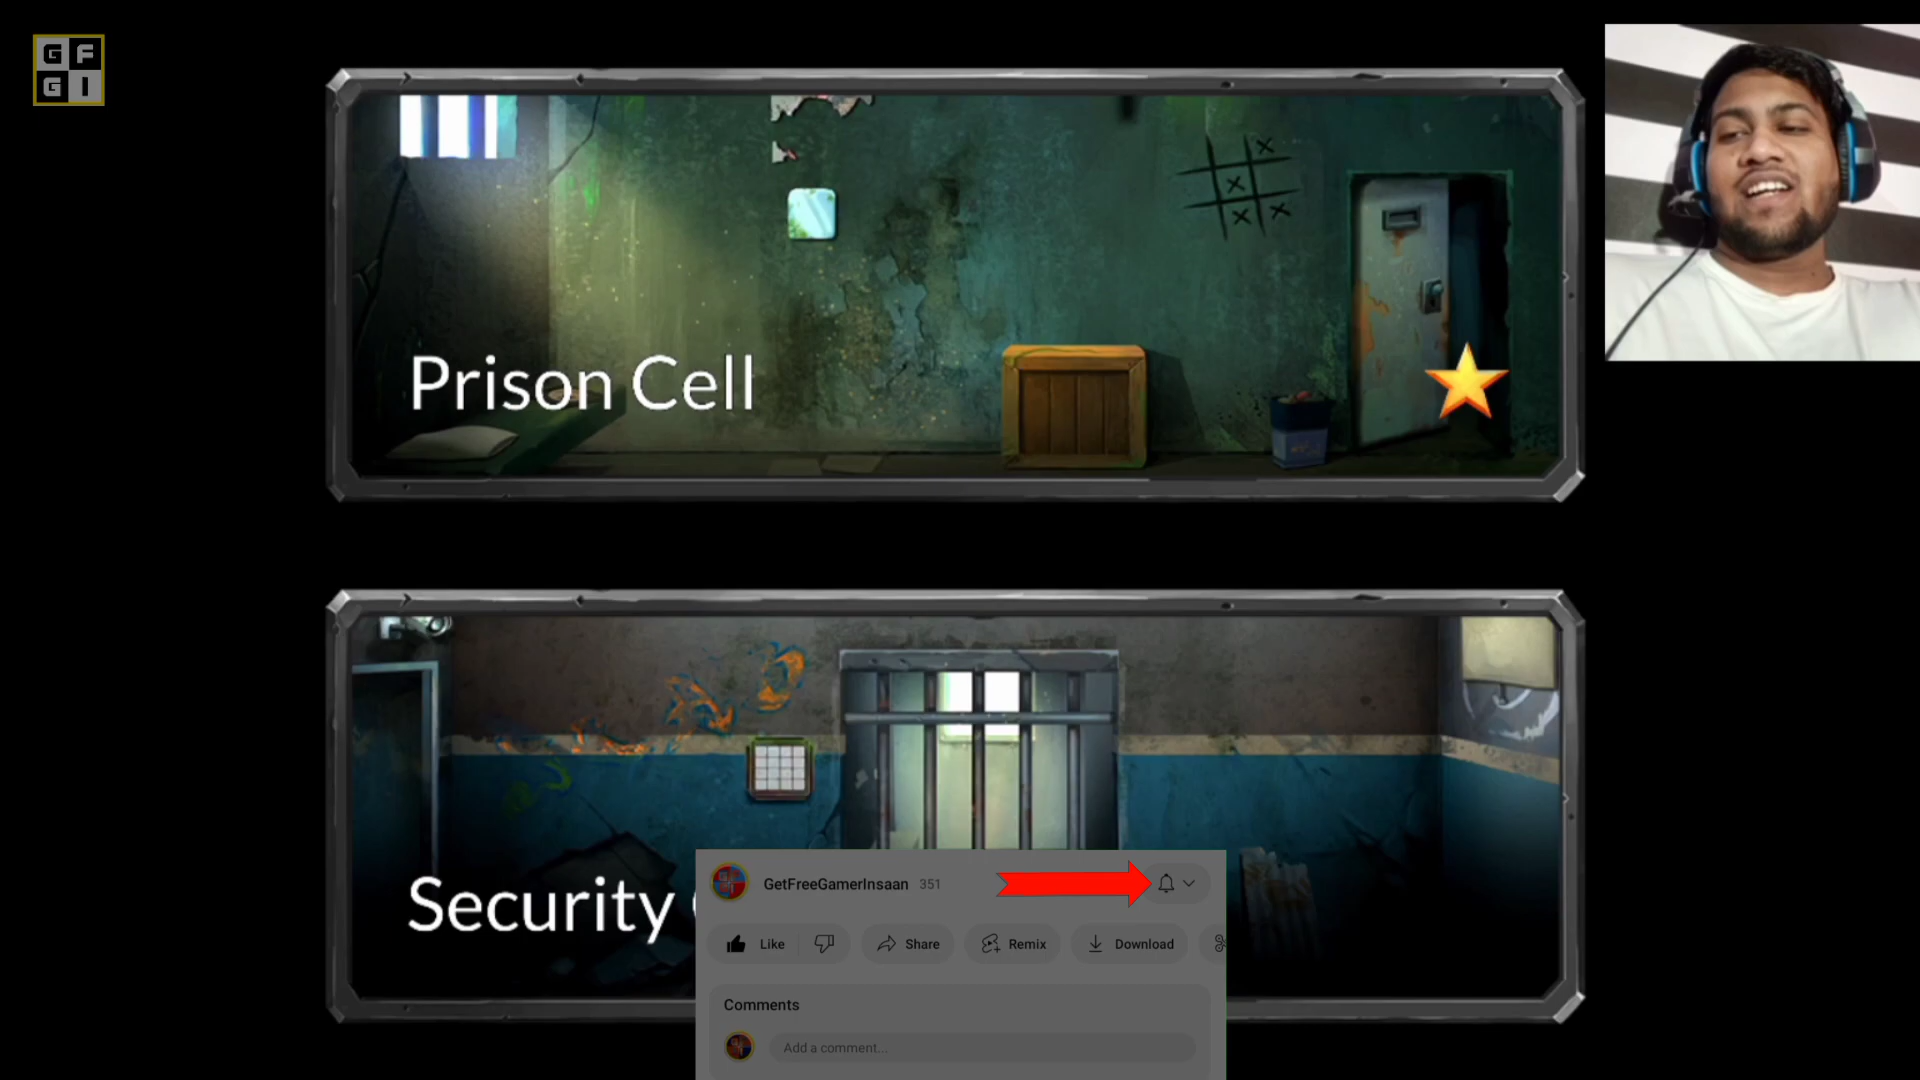 G F
G I
Prison Cell
Security
GetFreeGamerInsaan 351
Like Share Remix Download
Comments
Add a comment...